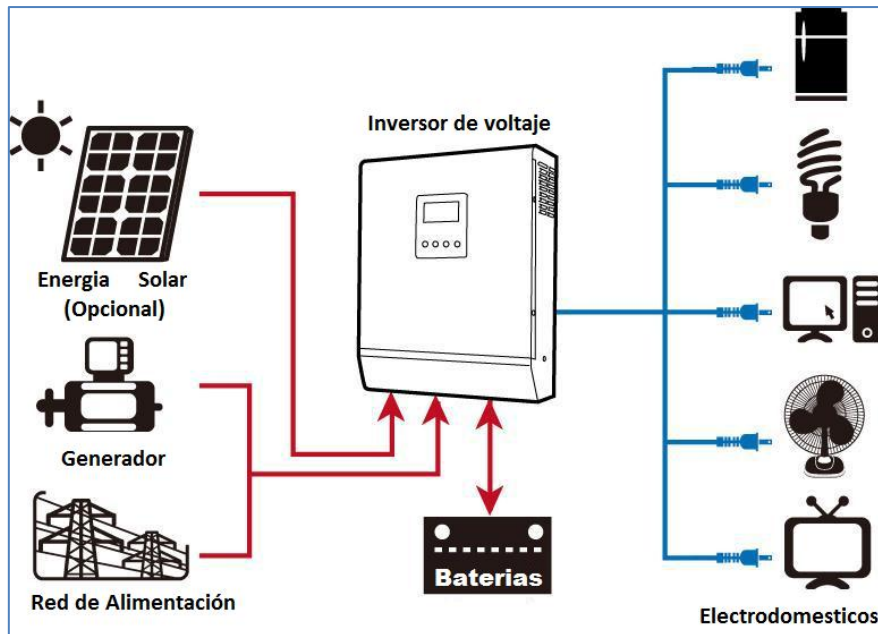 Inversor de voltaje
Energia Solar
(Opcional)
Generador
Red de Alimentación
Baterias
Electrodomesticos